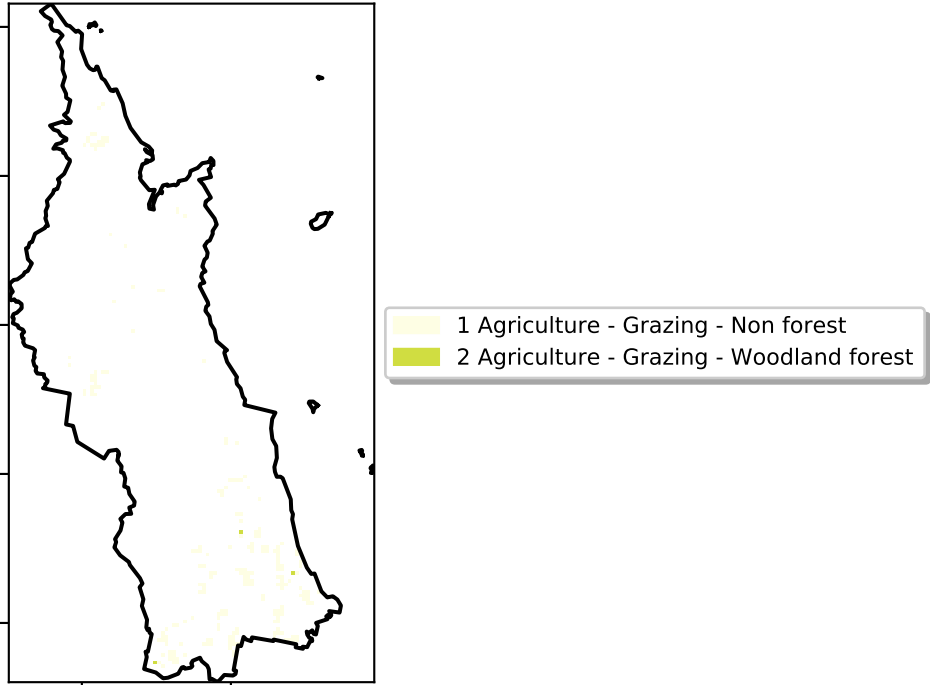 1 Agriculture - Grazing - Non forest
2 Agriculture - Grazing - Woodland forest